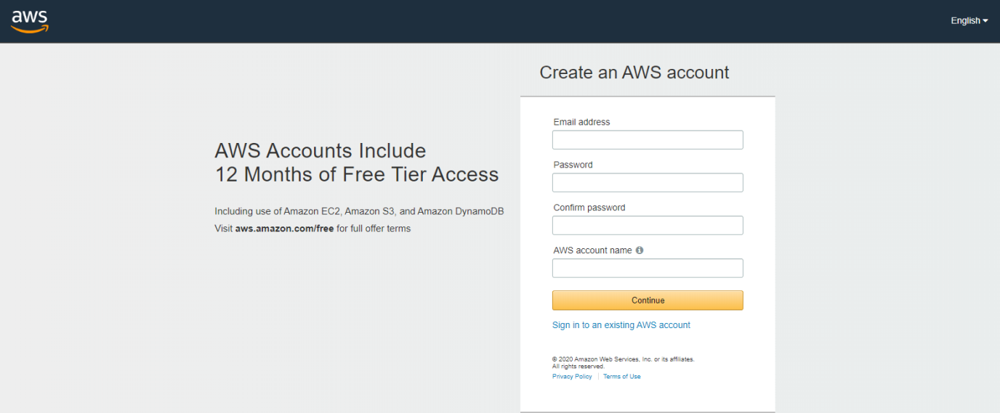 aws
English
Create an AWS account
AWS Accounts Include
12 Months of Free Tier Access
Including use of Amazon EC2, Amazon S3, and Amazon DynamoDB
Visit aws.amazon.com/free for full offer terms
Email address
Password
Confirm password
AWS account name
Continue
Sign in to an existing AWS account
© 2020 Amazon Web Services, Inc. or its affiliates.
All rights reserved.
Privacy Policy | Terms of Use